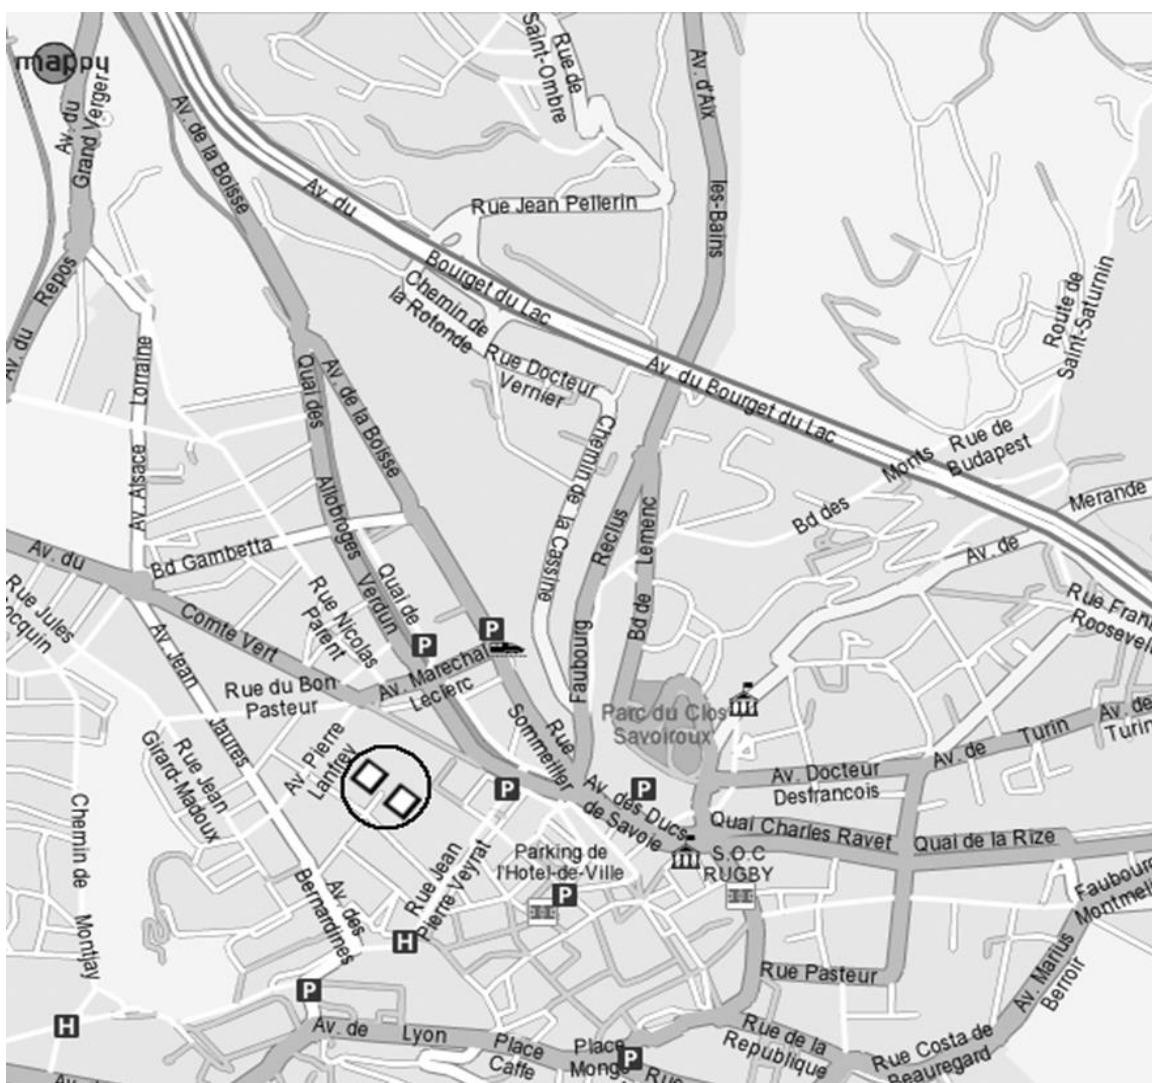 mappy
Av. du
Grand Verger
Av. de la Boisse
Rue de
Saint-Ombre
Av. d'Aix
les-Bains
Rue Jean Pellerin
Av. du
Bourget du Lac
Av. du
Repos
Chemin de
la Rotonde
Rue Docteur
Vernier
Av. du Bourget du Lac
Route de
Saint-Saturnin
Av. Alsace Lorraine
Quai des
Allobroges
Av. de la Boisse
Chemin de la Cassine
Rue de
Budapest
Bd des Monts
Av. de Merande
Av. du
Comte Vert
Bd Gambetta
Reclus
Faubourg
Bd de Lemenc
Rue Jules
Rue Nicolas
Parent
Quai de
Verdun
P
P
Av. Marechal
Leclerc
Rue du Bon
Pasteur
Av. Jean
Jaures
Rue Jean
Girard-Madoux
Av. Pierre
Lanfrey
Rue
Sommeiller
Parc du Clos
Savoiroux
Av. de Turin
Av. de
Turin
Av. Docteur
Desfrancois
P
P
Av. des Ducs
de Savoie
Quai Charles Ravet
Quai de la Rize
Parking de
l'Hotel-de-Ville
P
S.O.C
RUGBY
Rue Jean
Pierre-Veyrat
Av. des
Bernardines
H
Chemin de Montjay
H
P
Av. de Lyon
Place
Caffe
Place
P
Rue Pasteur
Rue de la
Republique
Av. Marius
Berroir
Rue Costa de
Beauregard